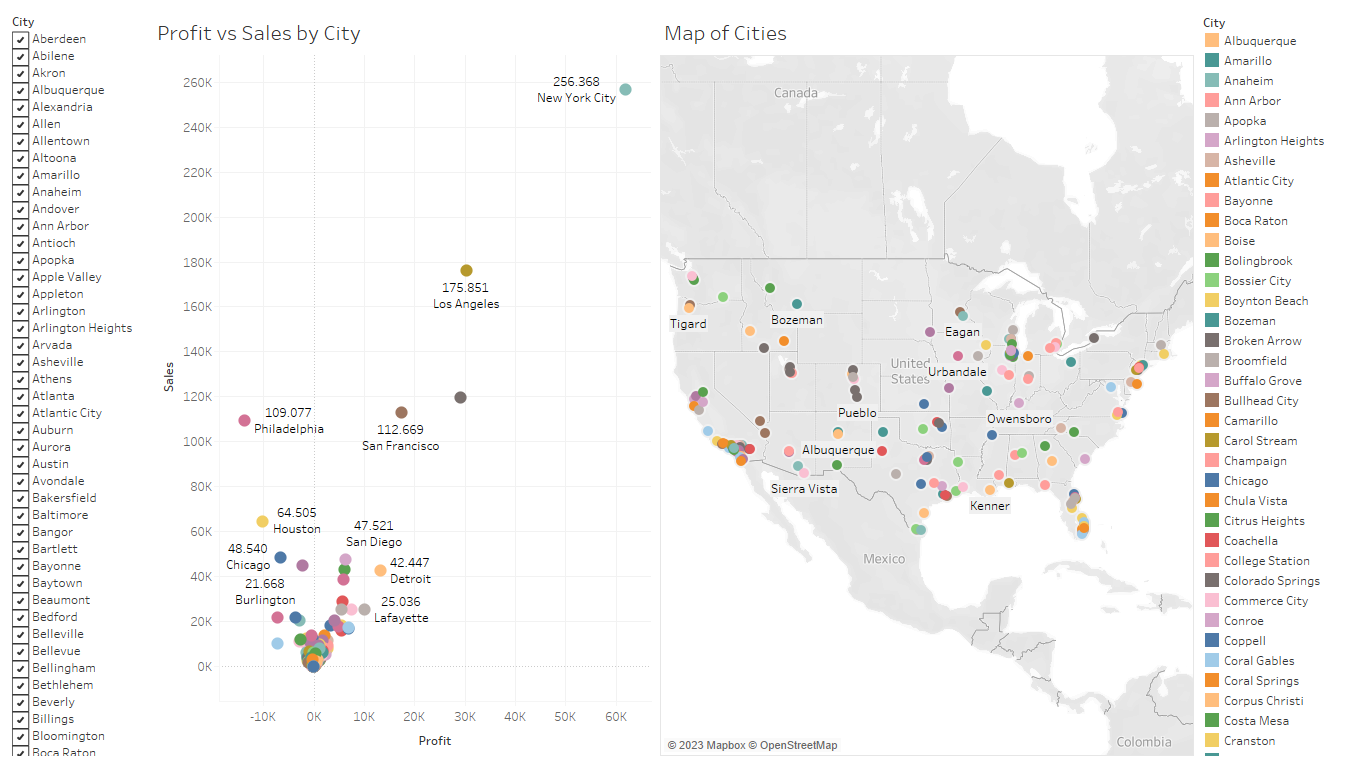 City
Aberdeen
Abilene
Akron
Albuquerque
Alexandria
Allen
Allentown
Altoona
Amarillo
Anaheim
Andover
Ann Arbor
Antioch
Apopka
Apple Valley
Appleton
Arlington
Arlington Heights
Arvada
Asheville
Athens
Atlanta
Atlantic City
Auburn
Aurora
Austin
Avondale
Bakersfield
Baltimore
Bangor
Bartlett
Bayonne
Baytown
Beaumont
Bedford
Belleville
Bellevue
Bellingham
Bethlehem
Beverly
Billings
Bloomington
Boca Raton
Profit vs Sales by City
Sales
260K
240K
220K
200K
180K
160K
140K
120K
100K
80K
60K
40K
20K
0K
256.368
New York City
175.851
Los Angeles
109.077
Philadelphia
112.669
San Francisco
64.505
Houston
47.521
San Diego
48.540
Chicago
42.447
Detroit
21.668
Burlington
25.036
Lafayette
-10K
0K
10K
20K
30K
40K
50K
60K
Profit
Map of Cities
Canada
Tigard
Bozeman
Eagan
United
States
Urbandale
Pueblo
Owensboro
Albuquerque
Sierra Vista
Kenner
Mexico
Colombia
© 2023 Mapbox © OpenStreetMap
City
Albuquerque
Amarillo
Anaheim
Ann Arbor
Apopka
Arlington Heights
Asheville
Atlantic City
Bayonne
Boca Raton
Boise
Bolingbrook
Bossier City
Boynton Beach
Bozeman
Broken Arrow
Broomfield
Buffalo Grove
Bullhead City
Camarillo
Carol Stream
Champaign
Chicago
Chula Vista
Citrus Heights
Coachella
College Station
Colorado Springs
Commerce City
Conroe
Coppell
Coral Gables
Coral Springs
Corpus Christi
Costa Mesa
Cranston